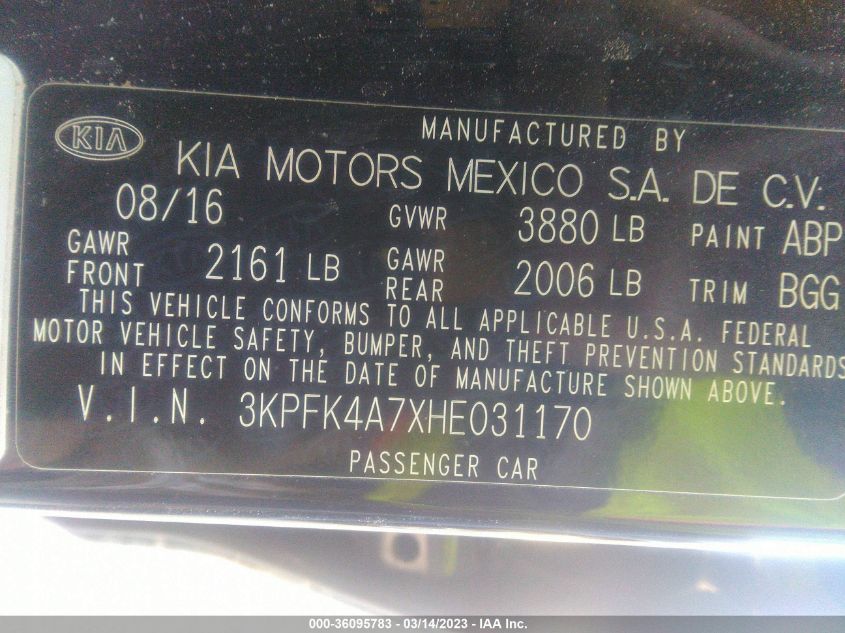 KIA
MANUFACTURED BY
KIA MOTORS MEXICO S.A. DE C.V.
08/16 GVWR 3880 LB PAINT ABP
GAWR FRONT 2161 LB GAWR REAR 2006 LB TRIM BGG
THIS VEHICLE CONFORMS TO ALL APPLICABLE U.S.A. FEDERAL
MOTOR VEHICLE SAFETY, BUMPER, AND THEFT PREVENTION STANDARDS
IN EFFECT ON THE DATE OF MANUFACTURE SHOWN ABOVE.
V.I.N. 3KPFK4A7XHE031170
PASSENGER CAR
000-36095783 - 03/14/2023 - IAA Inc.